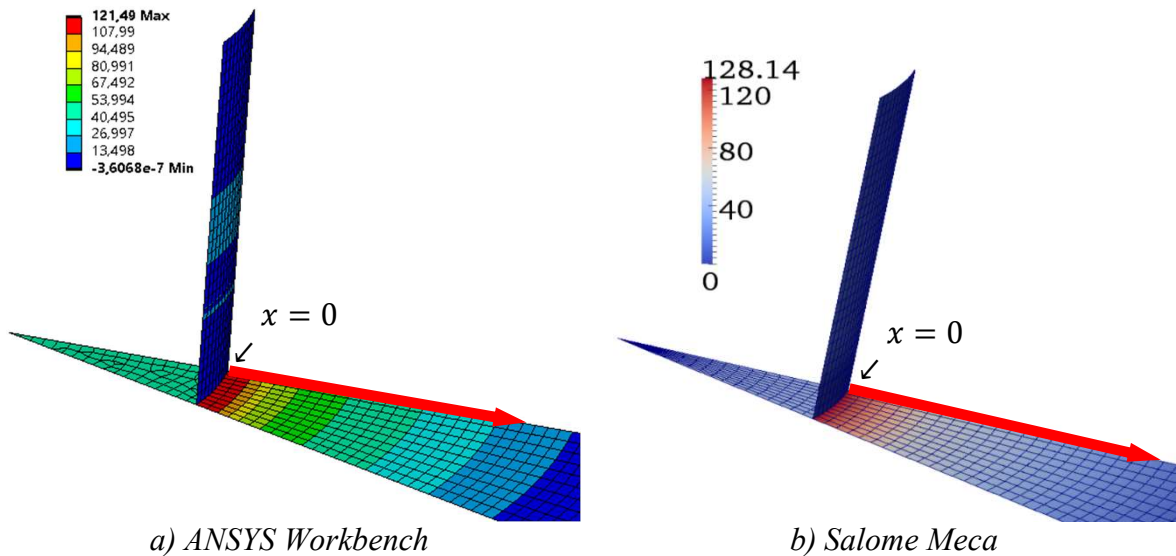 121,49 Max
107,99
94,489
80,991
67,492
53,994
40,495
26,997
13,498
-3,6068e-7 Min
x = 0
a) ANSYS Workbench
128.14
120
80
40
0
x = 0
b) Salome Meca